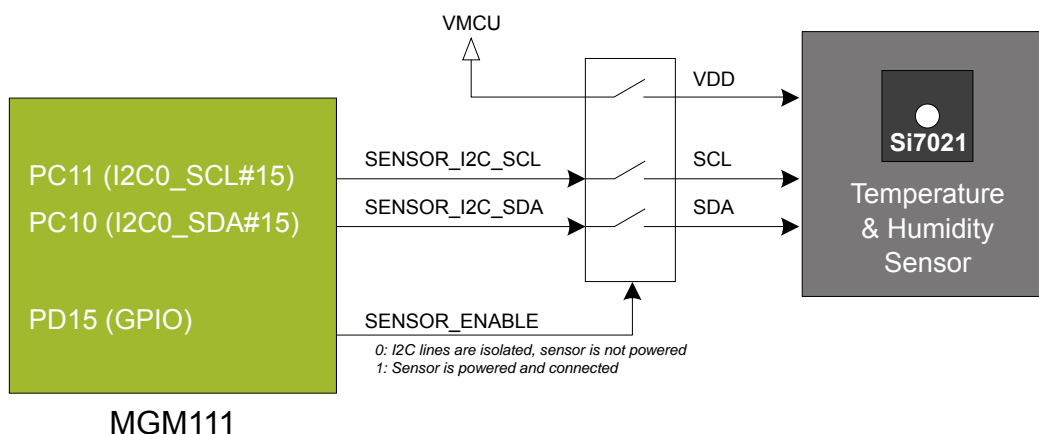 VMCU
VDD
Si7021
PC11 (I2C0_SCL#15)
SENSOR_I2C_SCL
SCL
PC10 (I2C0_SDA#15)
SENSOR_I2C_SDA
SDA
Temperature
& Humidity
Sensor
PD15 (GPIO)
SENSOR_ENABLE
0: I2C lines are isolated, sensor is not powered
1: Sensor is powered and connected
MGM111